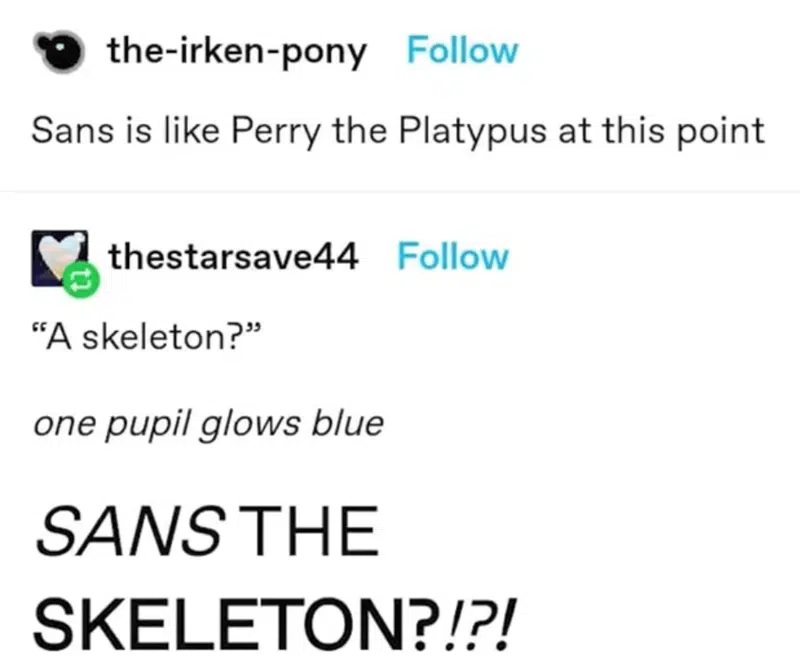 the-irken-pony Follow
Sans is like Perry the Platypus at this point
thestarsave44 Follow
“A skeleton?”
one pupil glows blue
SANS THE
SKELETON?!?!